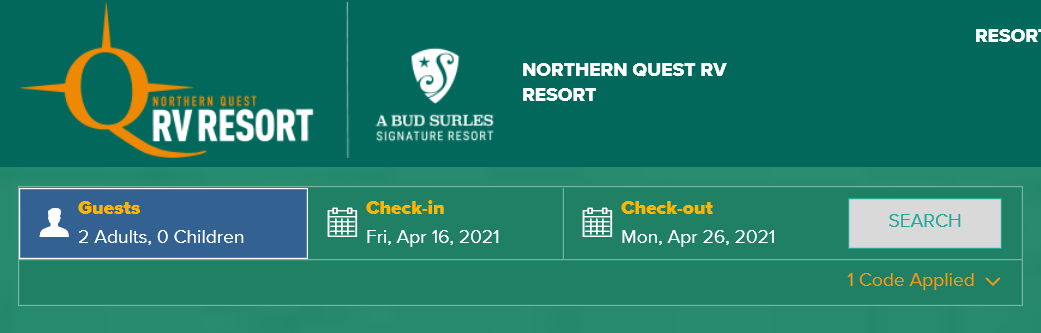 RESORT
NORTHERN QUEST
RV RESORT
A BUD SURLES
SIGNATURE RESORT
NORTHERN QUEST RV
RESORT
Guests
2 Adults, 0 Children
Check-in
Fri, Apr 16, 2021
Check-out
Mon, Apr 26, 2021
SEARCH
1 Code Applied